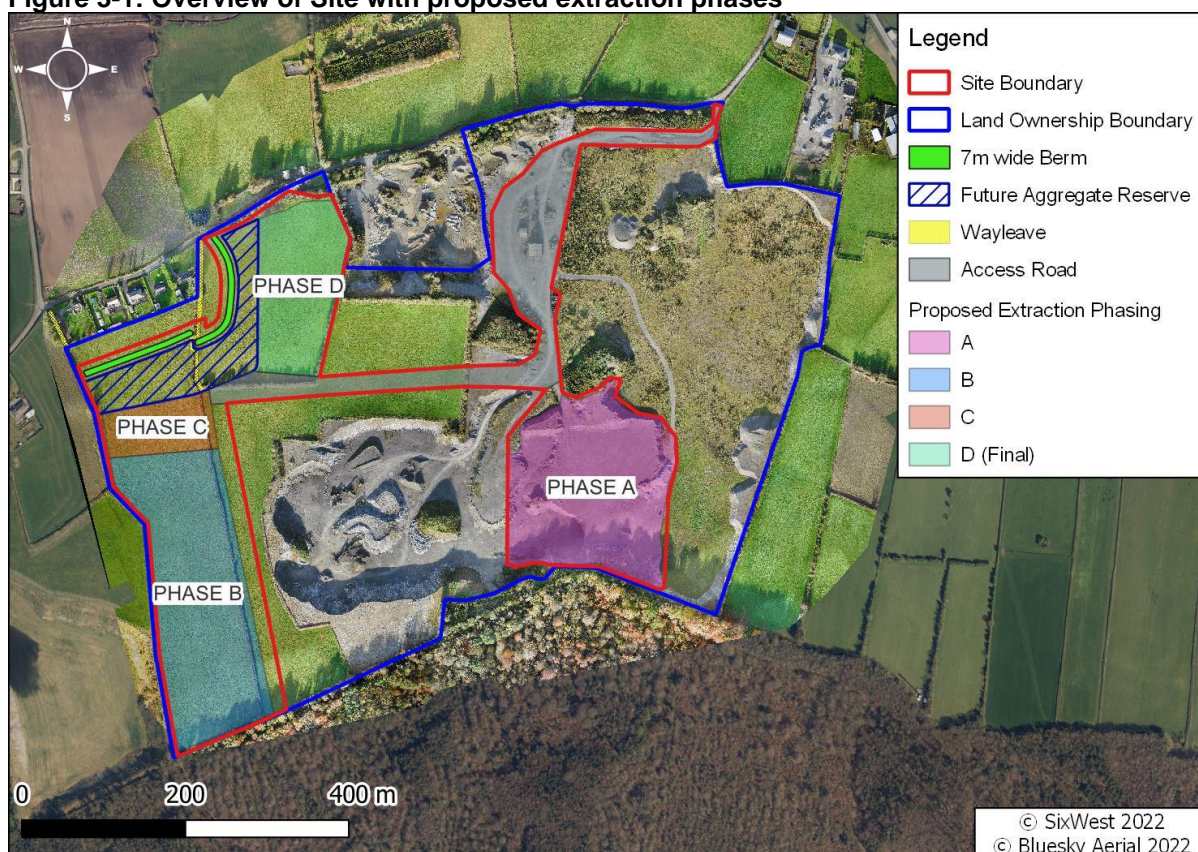 Figure 3-1: Overview of Site with proposed extraction phases
N
W
E
S
Legend
Site Boundary
Land Ownership Boundary
7m wide Berm
Future Aggregate Reserve
Wayleave
Access Road
Proposed Extraction Phasing
A
B
C
D (Final)
PHASE D
PHASE C
PHASE A
PHASE B
0 200 400 m
© SixWest 2022
© Bluesky Aerial 2022